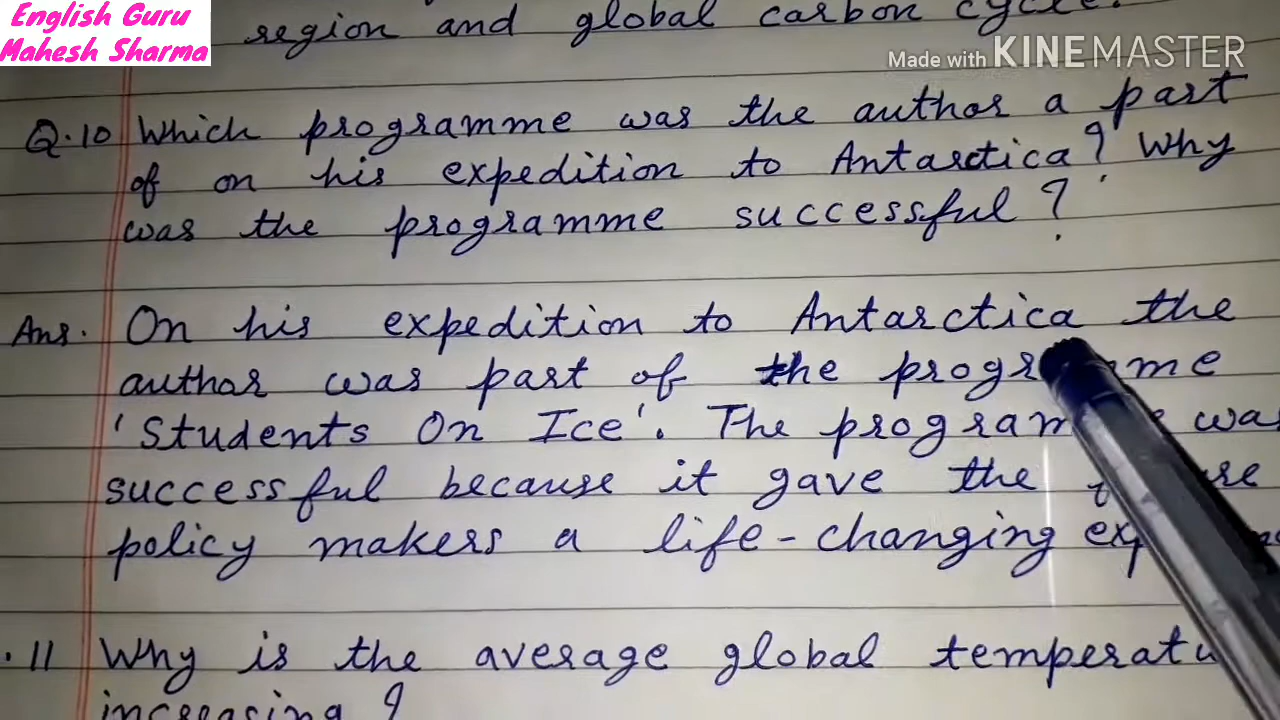 English Guru
Mahesh Sharma
region and global carbon cycle.
Made with KINEMASTER
Q.10 Which programme was the author a part
of on his expedition to Antarctica? Why
was the programme successful?
Ans. On his expedition to Antarctica the
author was part of the programme
'Students On Ice'. The programme was
successful because it gave the
policy makers a life-changing
.11 Why is the average global
increasing?